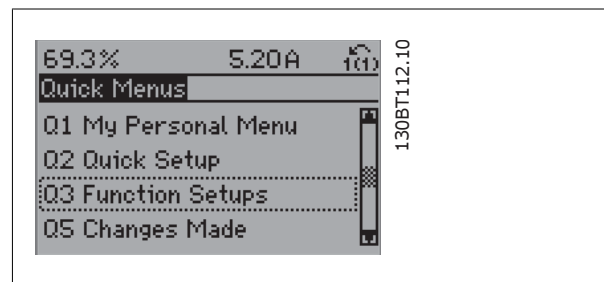 69.3% 5.20A 1(1)
Quick Menus
Q1 My Personal Menu
Q2 Quick Setup
Q3 Function Setups
Q5 Changes Made
130BT112.10